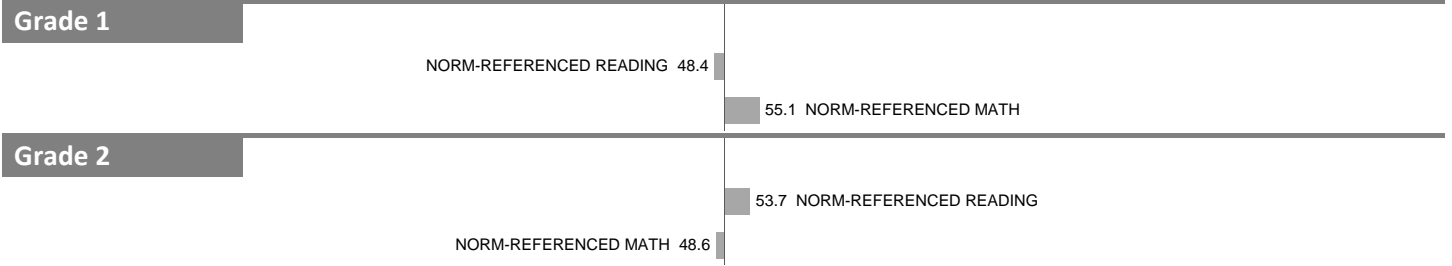 Grade 1
NORM-REFERENCED READING 48.4
55.1 NORM-REFERENCED MATH
Grade 2
53.7 NORM-REFERENCED READING
NORM-REFERENCED MATH 48.6